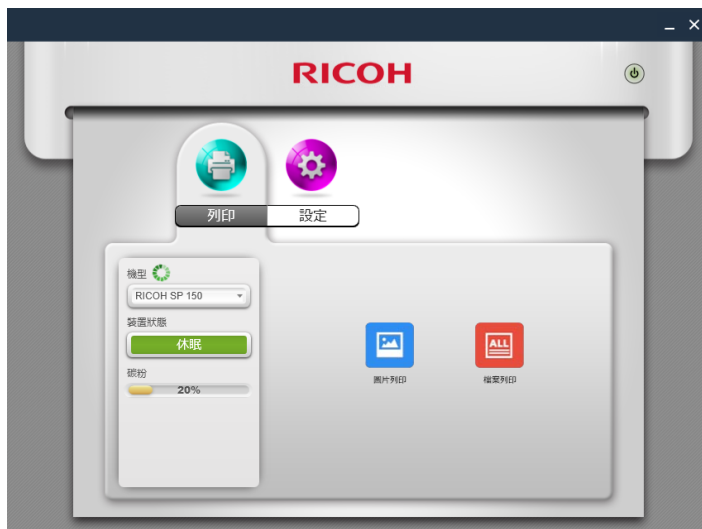 RICOH
列印
設定
機型
RICOH SP 150
裝置狀態
休眠
碳粉
20%
ALL
圖片列印
檔案列印